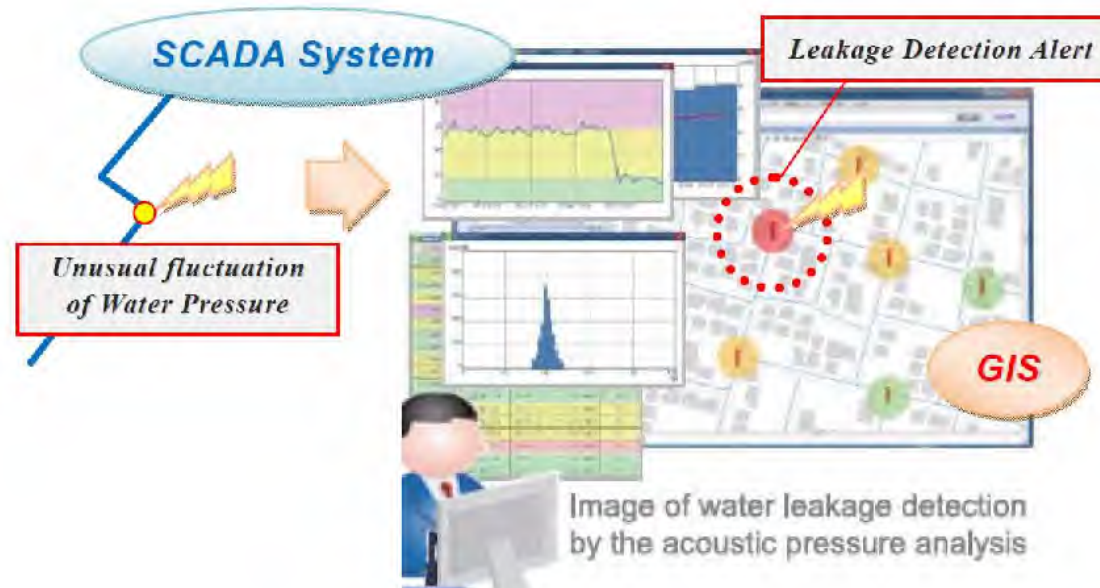 SCADA System
Leakage Detection Alert
Unusual fluctuation
of Water Pressure
GIS
Image of water leakage detection
by the acoustic pressure analysis